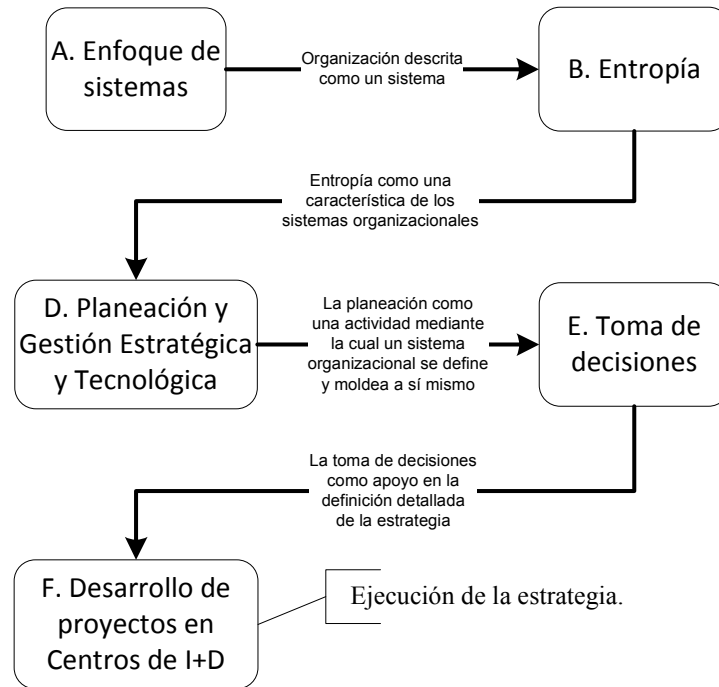 A. Enfoque de
sistemas
Organización descrita
como un sistema
B. Entropía
Entropía como una
característica de los
sistemas organizacionales
D. Planeación y
Gestión Estratégica
y Tecnológica
La planeación como
una actividad mediante
la cual un sistema
organizacional se define
y moldea a sí mismo
E. Toma de
decisiones
La toma de decisiones
como apoyo en la
definición detallada
de la estrategia
F. Desarrollo de
proyectos en
Centros de I+D
Ejecución de la estrategia.